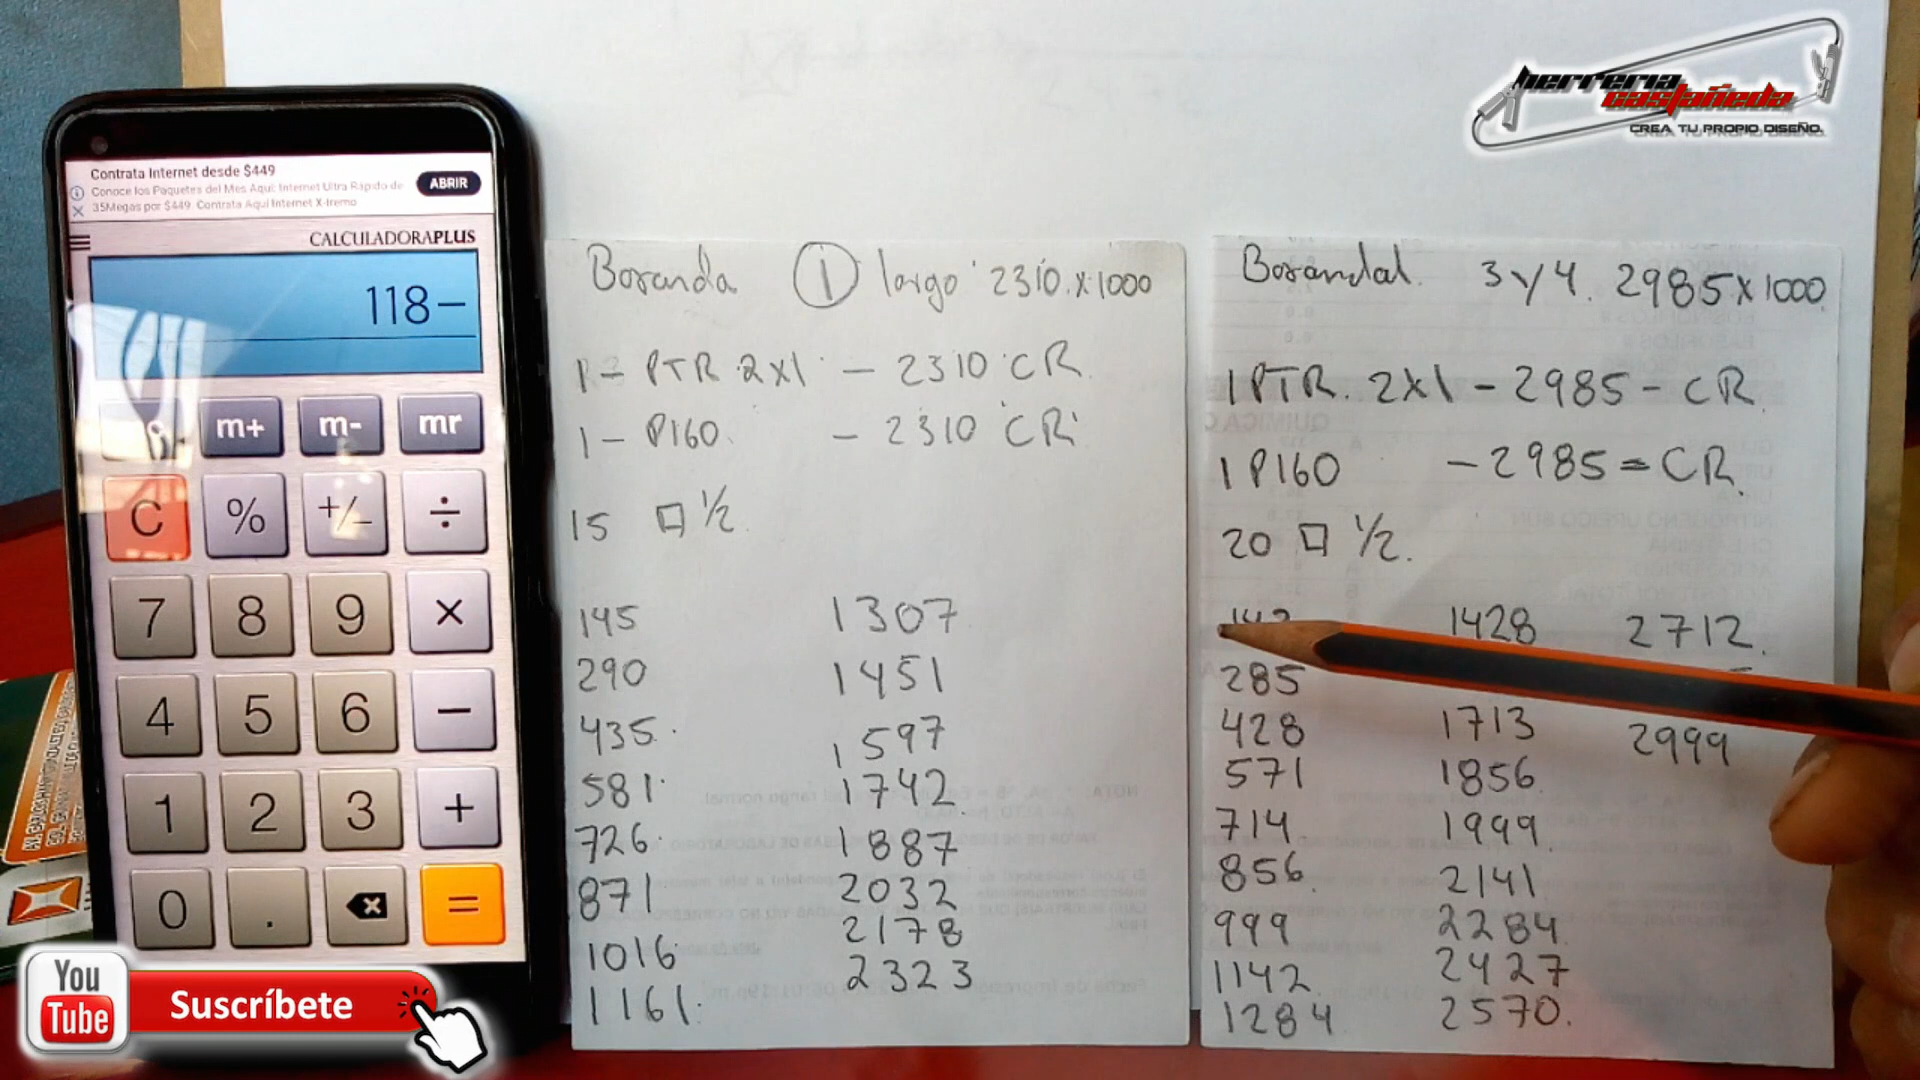 herreria
castañeda
CREA TU PROPIO DISEÑO.
Contrata Internet desde $449
Conoce los Paquetes del Mes Aquí: Internet Ultra Rápido de
35Megas por $449. Contrata Aquí Internet X-tremo
ABRIR
CALCULADORAPLUS
118-
m+ m- mr
C % +/- ÷
7 8 9 ×
4 5 6 −
1 2 3 +
0 . =
You
Tube
Suscríbete
Boranda 1 largo 2310 x 1000
1 - PTR 2x1 - 2310 CR
1 - P160 - 2310 CR
15 □ 1/2
145 1307
290 1451
435 1597
581 1742
726 1887
871 2032
1016 2178
1161 2323
Borandal 3 y 4. 2985 x 1000
1 PTR. 2x1 - 2985 - CR
1 P160 - 2985 = CR
20 □ 1/2.
1428 2712.
285
428 1713 2999
571 1856
714 1999
856 2141
999 2284
1142 2427
1284 2570.